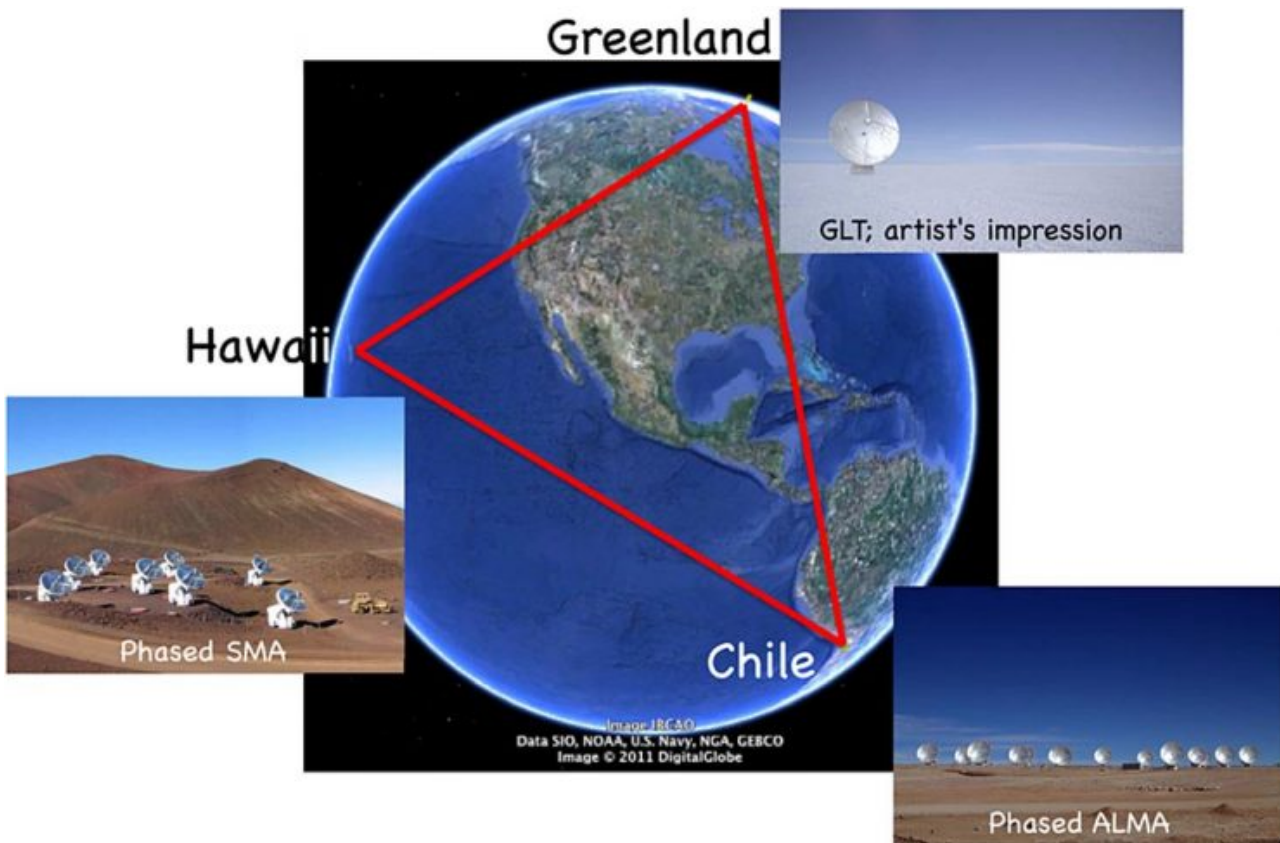 Greenland
GLT; artist's impression
Hawaii
Phased SMA
Chile
Image IBCAO
Data SIO, NOAA, U.S. Navy, NGA, GEBCO
Image © 2011 DigitalGlobe
Phased ALMA